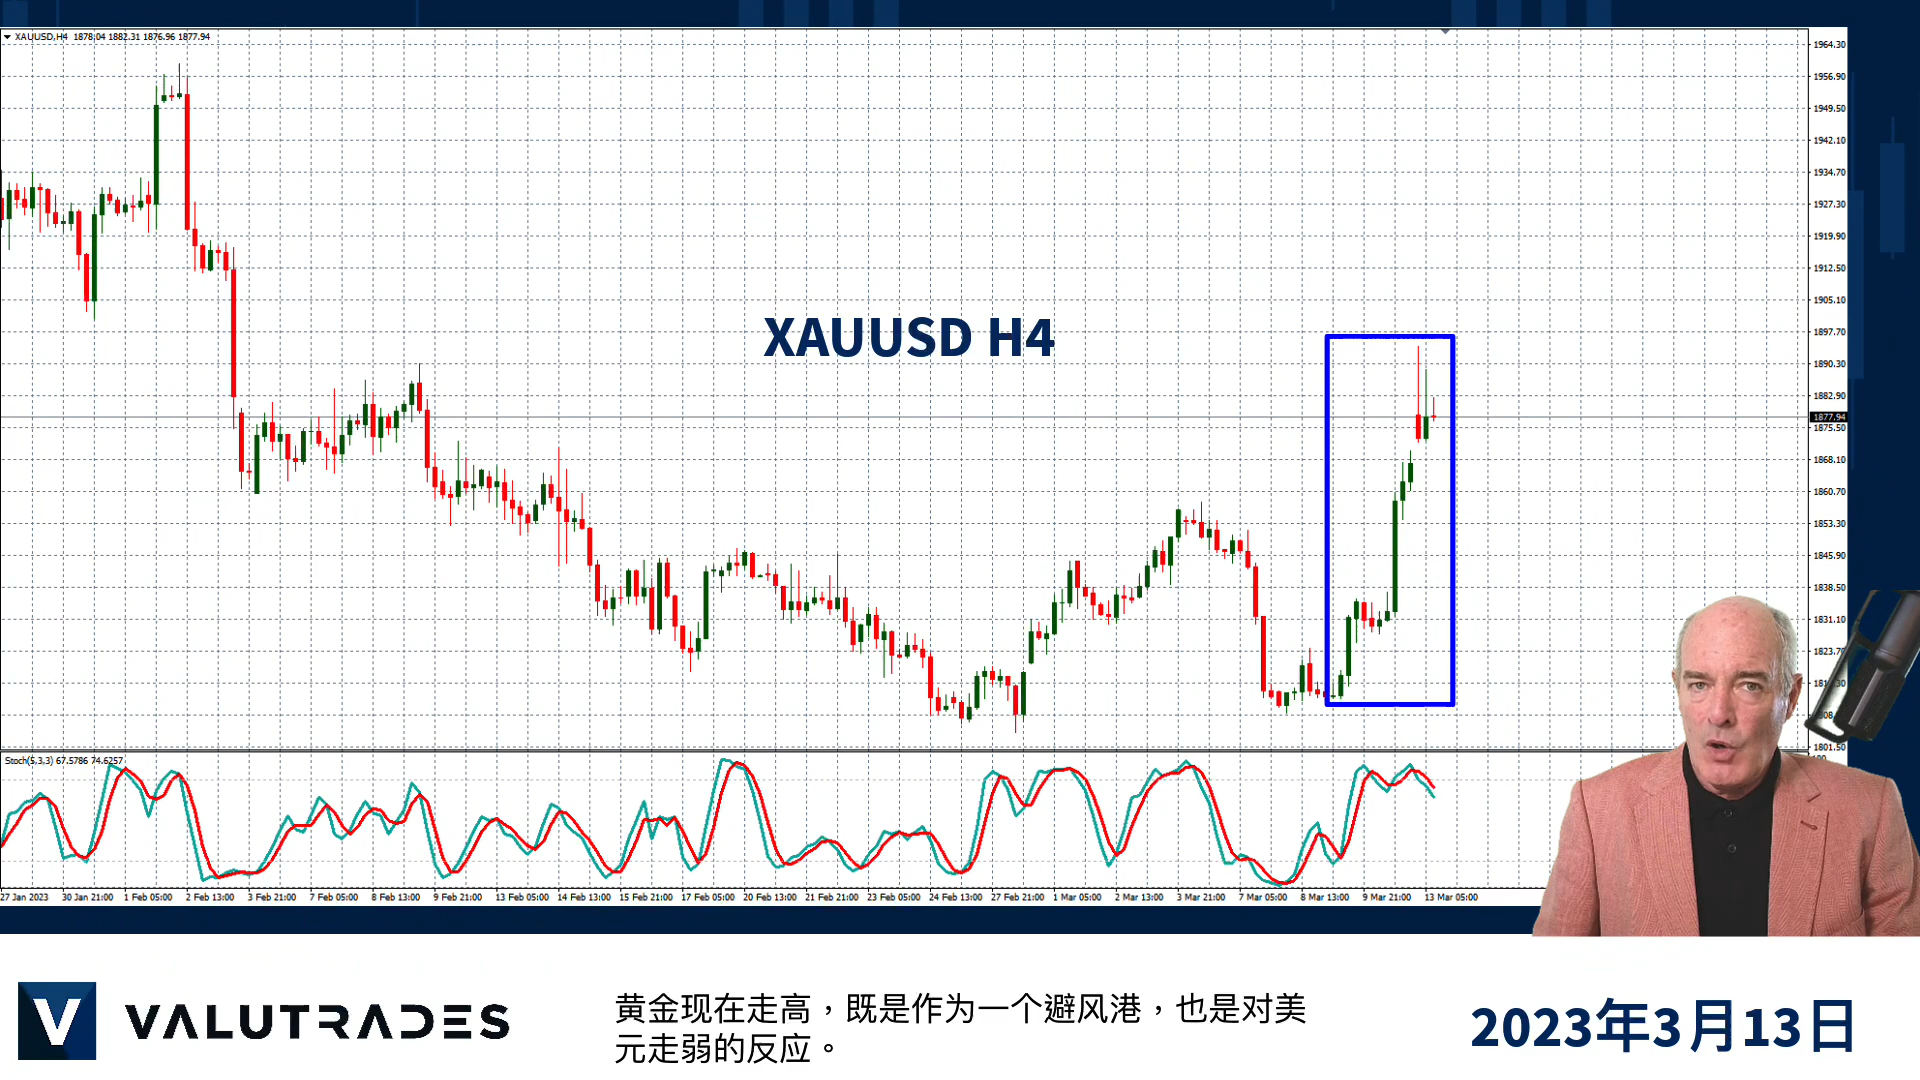 XAUUSD,H4 1878.04 1882.31 1876.96 1877.94
1964.30
1956.90
1949.50
1942.10
1934.70
1927.30
1919.90
1912.50
1905.10
1897.70
1890.30
1882.90
1877.94
1875.50
1868.10
1860.70
1853.30
1845.90
1838.50
1831.10
1823.70
1801.50
XAUUSD H4
Stoch(5,3,3) 67.5786 74.6257
27 Jan 2023 30 Jan 21:00 1 Feb 05:00 2 Feb 13:00 3 Feb 21:00 7 Feb 05:00 8 Feb 13:00 9 Feb 21:00 13 Feb 05:00 14 Feb 13:00 15 Feb 21:00 17 Feb 05:00 20 Feb 13:00 21 Feb 21:00 23 Feb 05:00 24 Feb 13:00 27 Feb 21:00 1 Mar 05:00 2 Mar 13:00 3 Mar 21:00 7 Mar 05:00 8 Mar 13:00 9 Mar 21:00 13 Mar 05:00
VALUTRADES
黄金现在走高，既是作为一个避风港，也是对美
元走弱的反应。
2023年3月13日